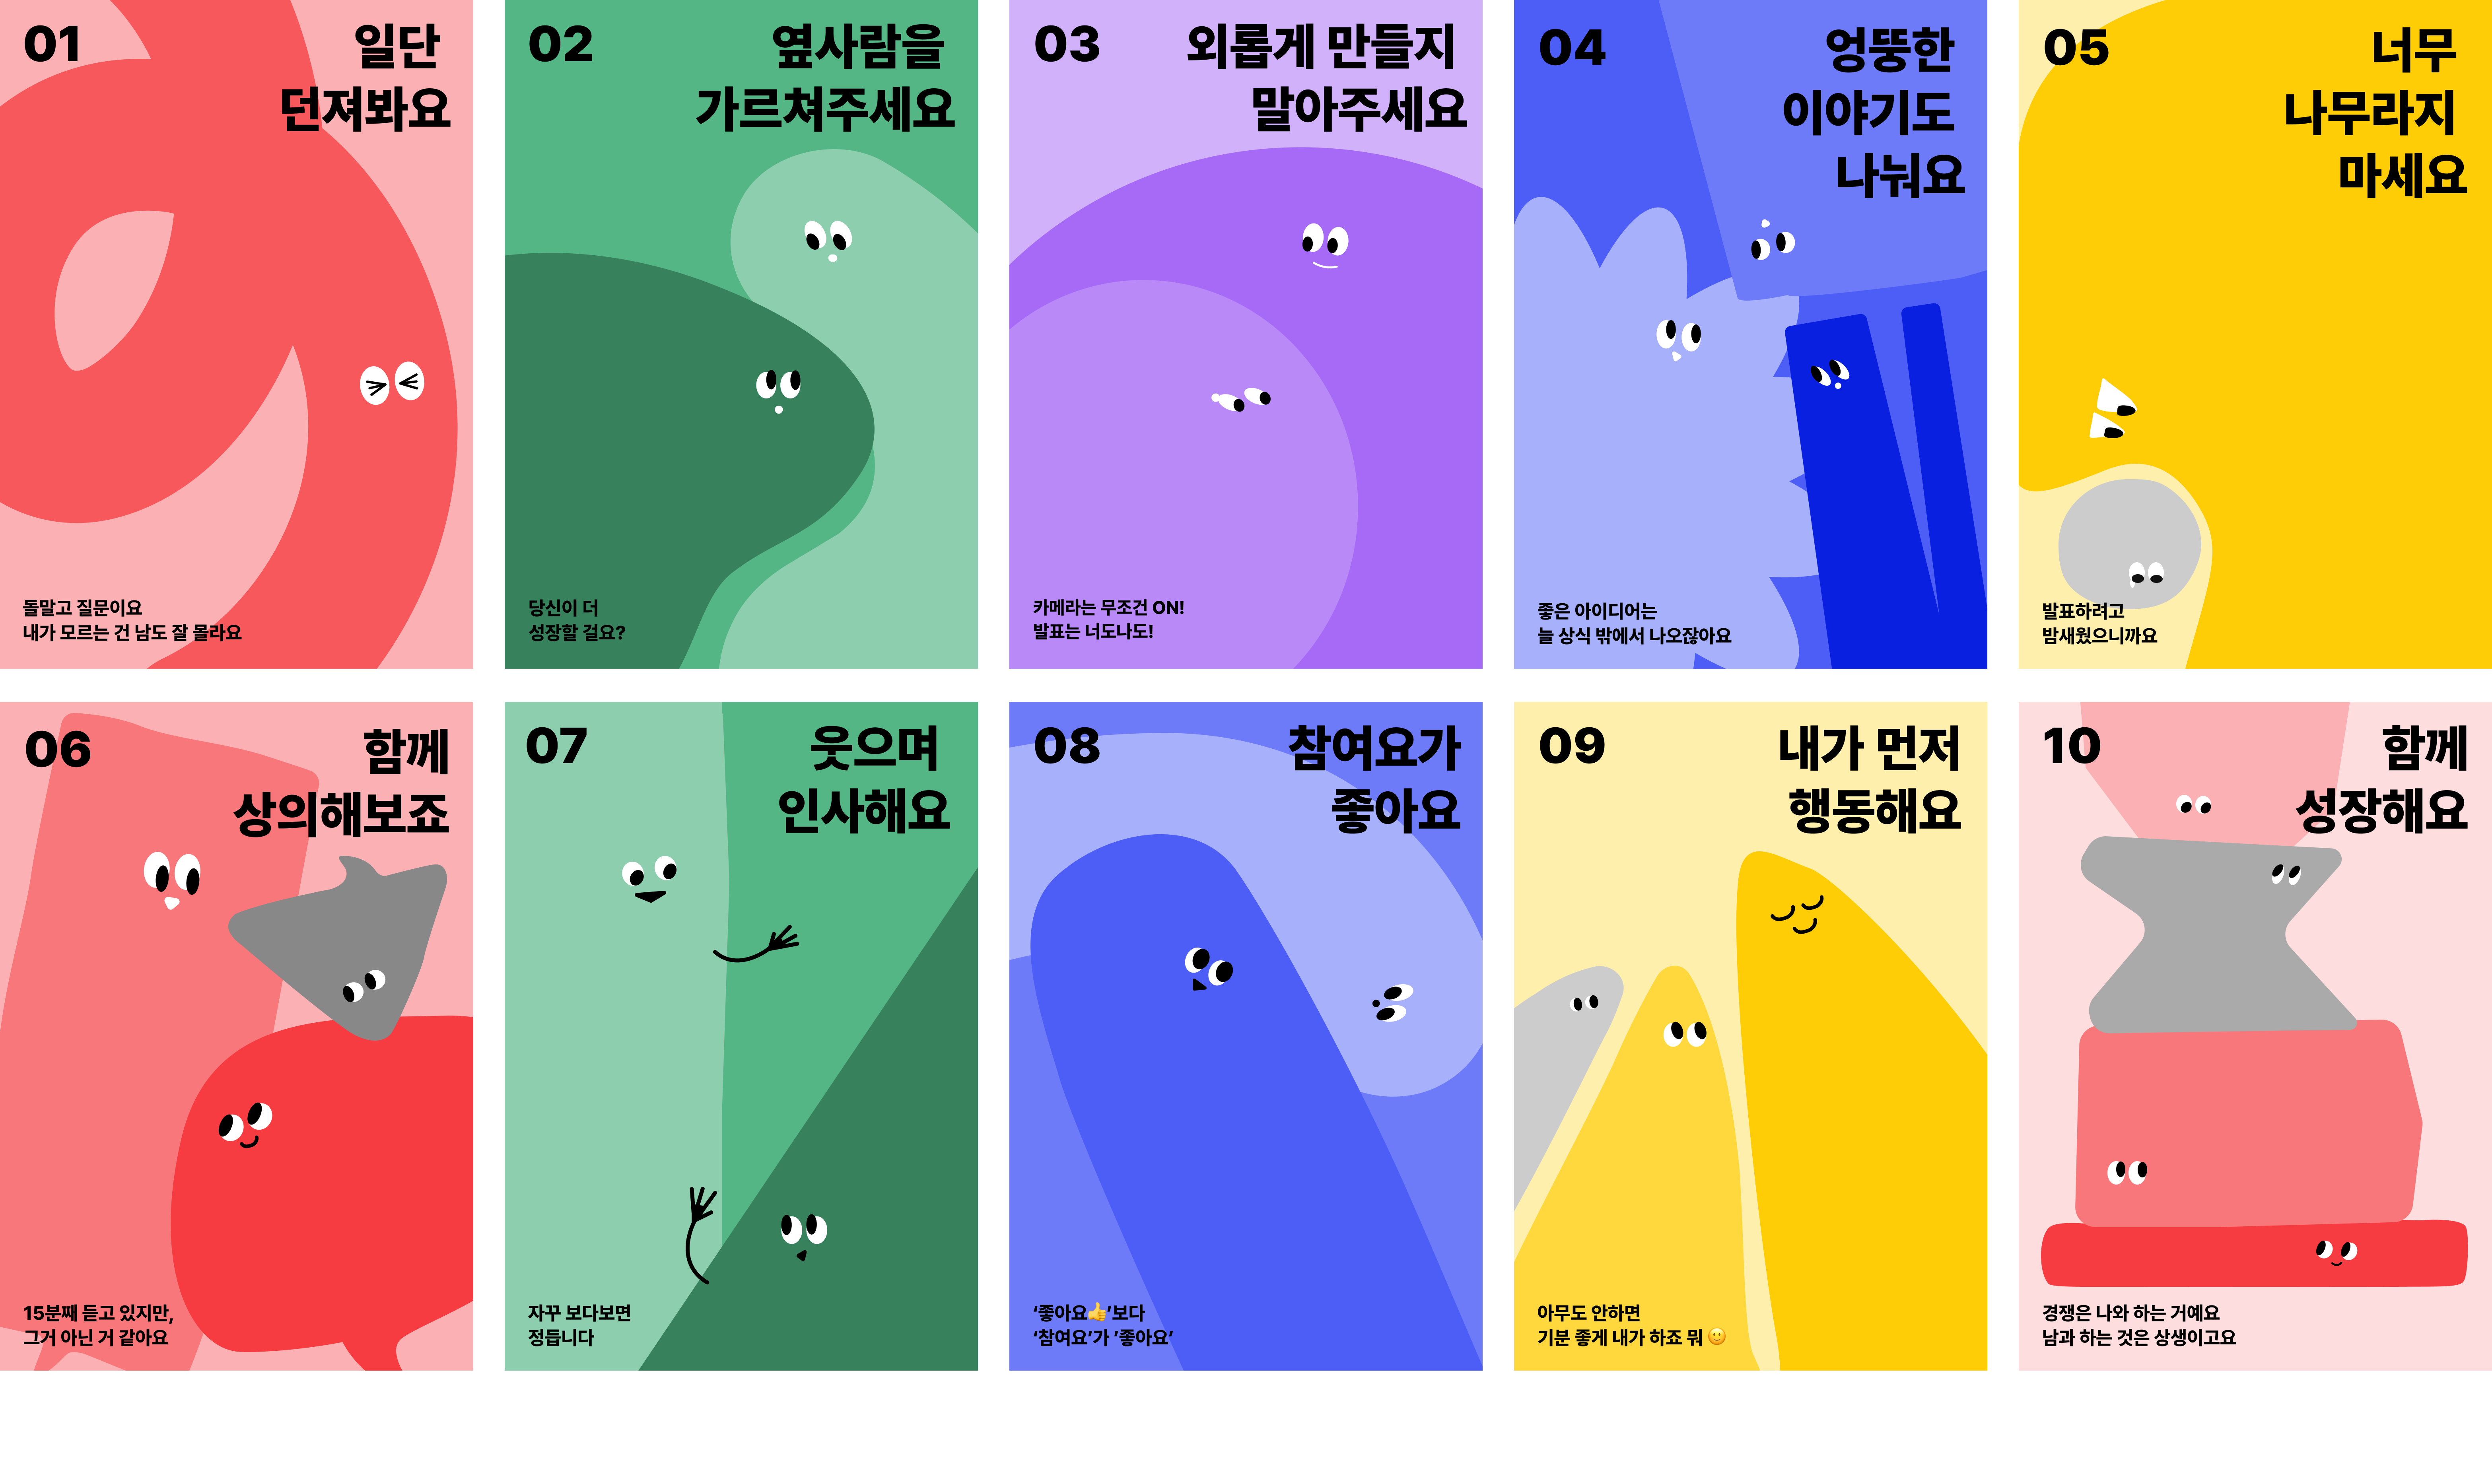 01
일단
던져봐요
돌말고 질문이요
내가 모르는 건 남도 잘 몰라요
02
옆사람을
가르쳐주세요
당신이 더
성장할 걸요?
03
외롭게 만들지
말아주세요
카메라는 무조건 ON!
발표는 너도나도!
04
엉뚱한
이야기도
나눠요
좋은 아이디어는
늘 상식 밖에서 나오잖아요
05
너무
나무라지
마세요
발표하려고
밤새웠으니까요
06
함께
상의해보죠
15분째 듣고 있지만,
그거 아닌 거 같아요
07
웃으며
인사해요
자꾸 보다보면
정듭니다
08
참여요가
좋아요
‘좋아요👍’보다
‘참여요’가 ’좋아요’
09
내가 먼저
행동해요
아무도 안하면
기분 좋게 내가 하죠 뭐 🙂
10
함께
성장해요
경쟁은 나와 하는 거예요
남과 하는 것은 상생이고요